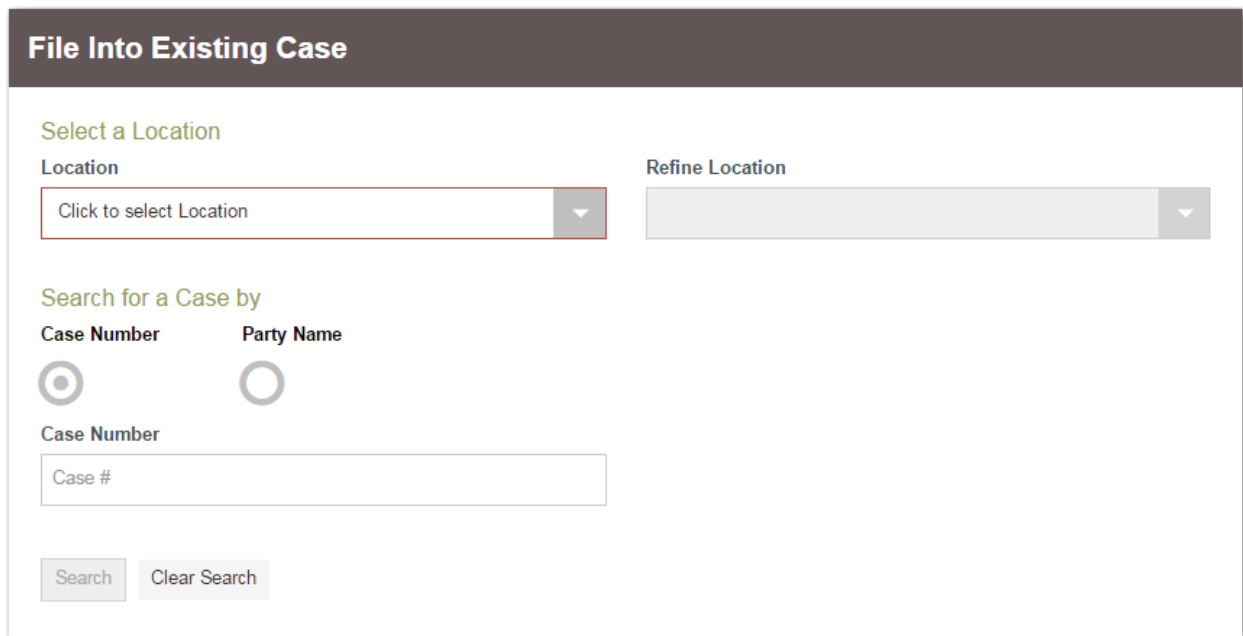 File Into Existing Case
Select a Location
Location
Refine Location
Click to select Location
Search for a Case by
Case Number
Party Name
Case Number
Case #
Search
Clear Search